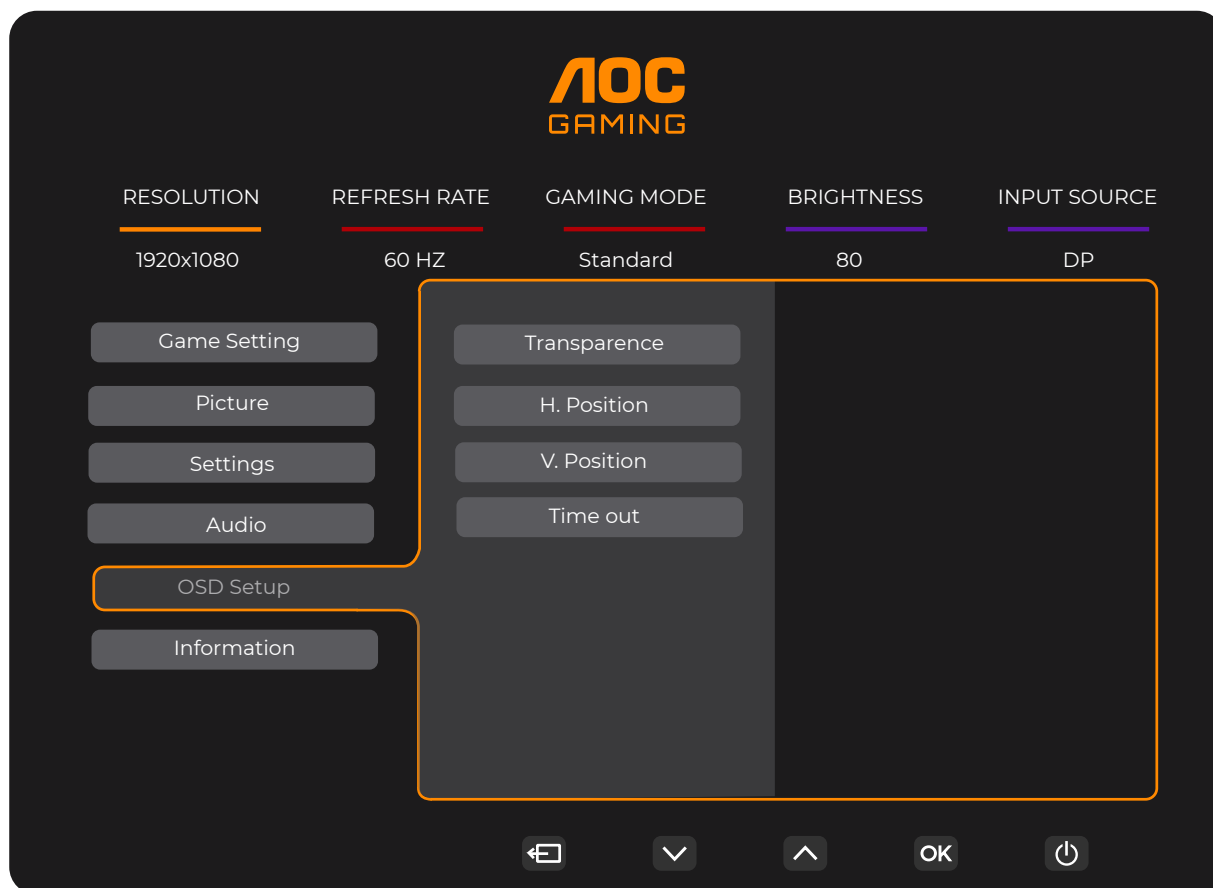 AOC
GAMING
RESOLUTION REFRESH RATE GAMING MODE BRIGHTNESS INPUT SOURCE
1920x1080 60 HZ Standard 80 DP
Game Setting Transparence
Picture H. Position
Settings V. Position
Audio Time out
OSD Setup
Information
OK